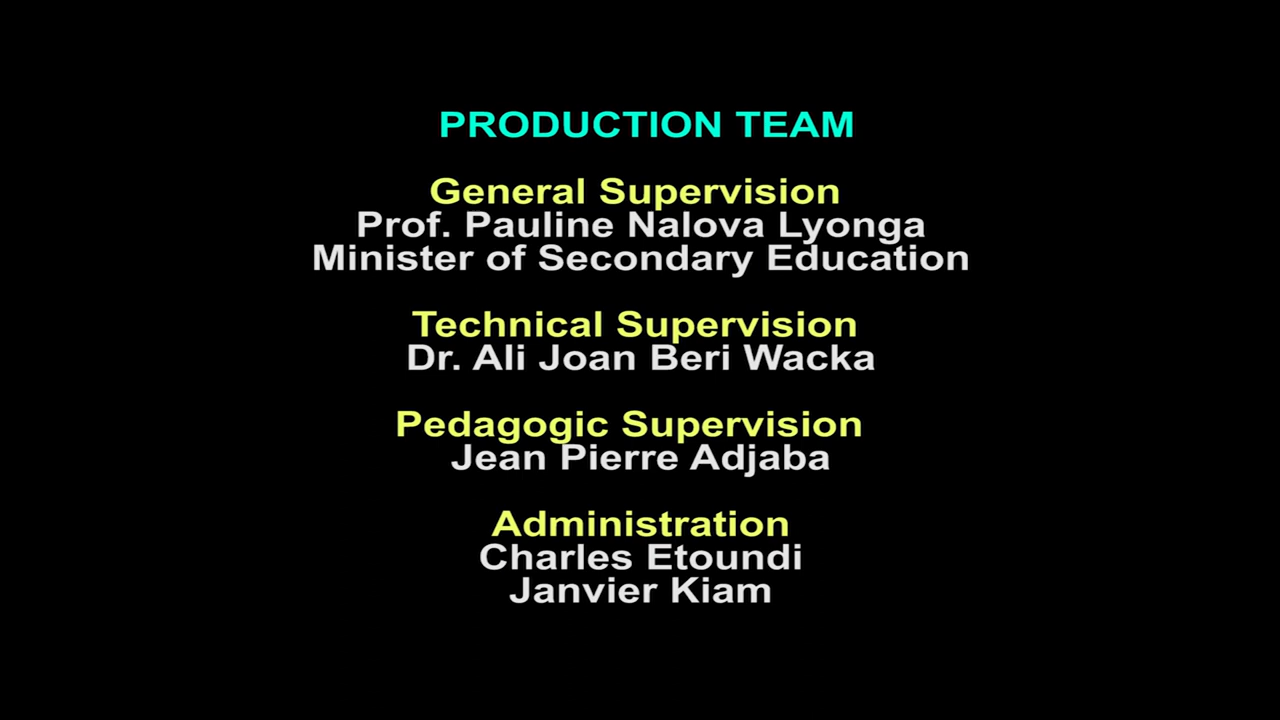 PRODUCTION TEAM
General Supervision
Prof. Pauline Nalova Lyonga
Minister of Secondary Education
Technical Supervision
Dr. Ali Joan Beri Wacka
Pedagogic Supervision
Jean Pierre Adjaba
Administration
Charles Etoundi
Janvier Kiam